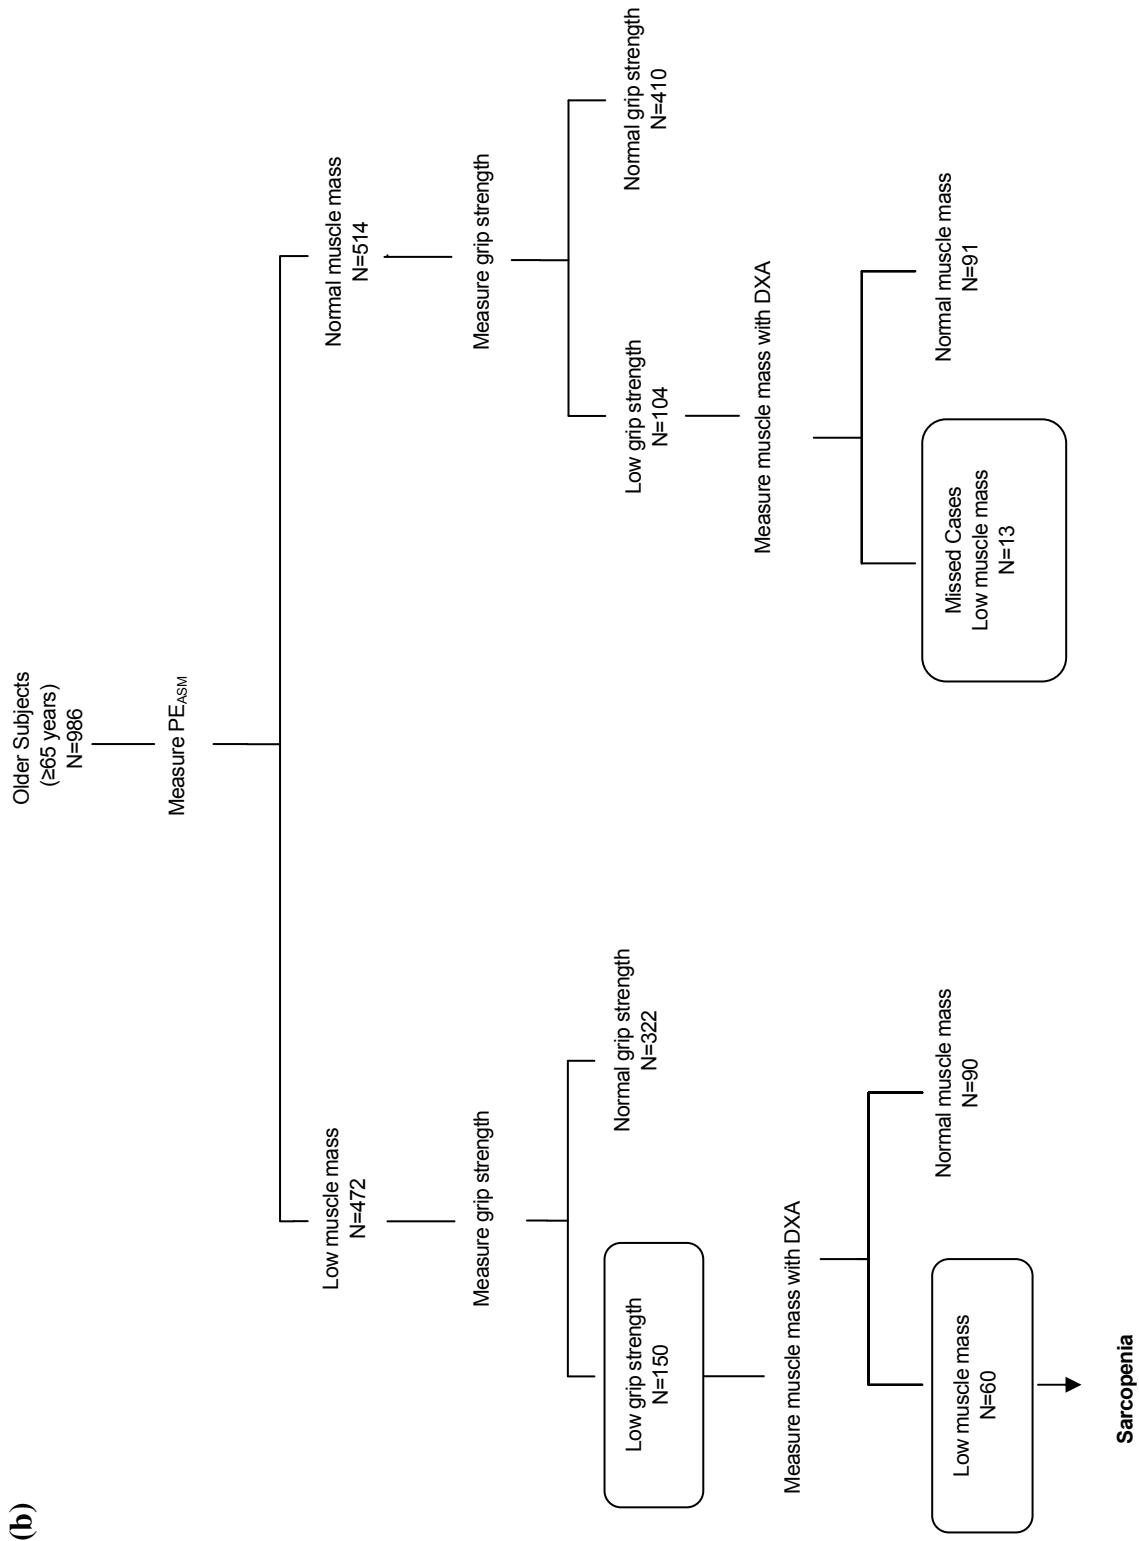 (b)
Older Subjects
(≥65 years)
N=986
Measure PEASM
Low muscle mass
N=472
Normal muscle mass
N=514
Measure grip strength
Measure grip strength
Low grip strength
N=150
Normal grip strength
N=322
Low grip strength
N=104
Normal grip strength
N=410
Measure muscle mass with DXA
Measure muscle mass with DXA
Low muscle mass
N=60
Normal muscle mass
N=90
Missed Cases
Low muscle mass
N=13
Normal muscle mass
N=91
Sarcopenia